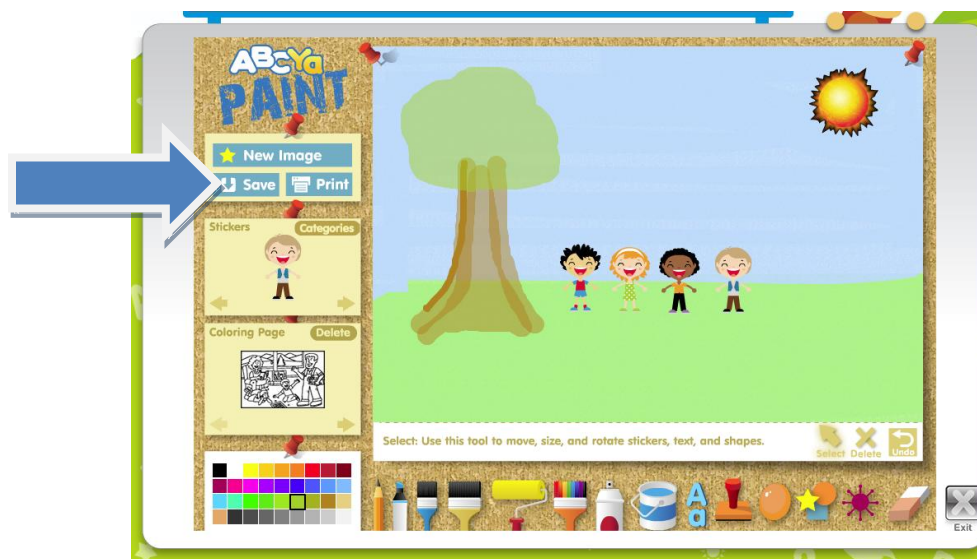 ABCYa
PAINT
New Image
Save
Print
Stickers
Categories
Coloring Page
Delete
Select: Use this tool to move, size, and rotate stickers, text, and shapes.
Select
Delete
Undo
A
a
Exit